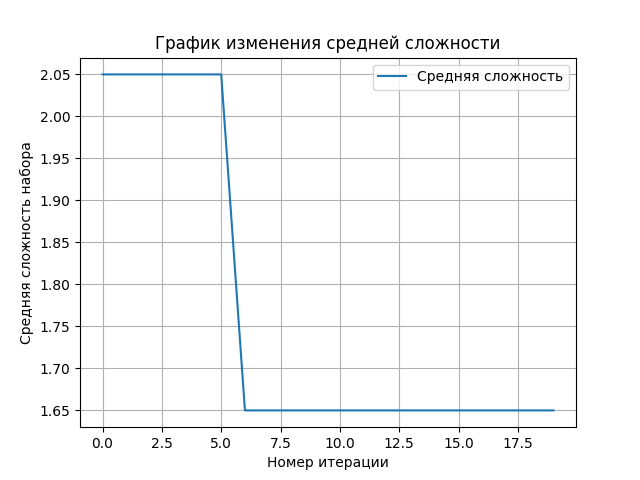 График изменения средней сложности
Средняя сложность
Средняя сложность набора
2.05
2.00
1.95
1.90
1.85
1.80
1.75
1.70
1.65
0.0 2.5 5.0 7.5 10.0 12.5 15.0 17.5
Номер итерации